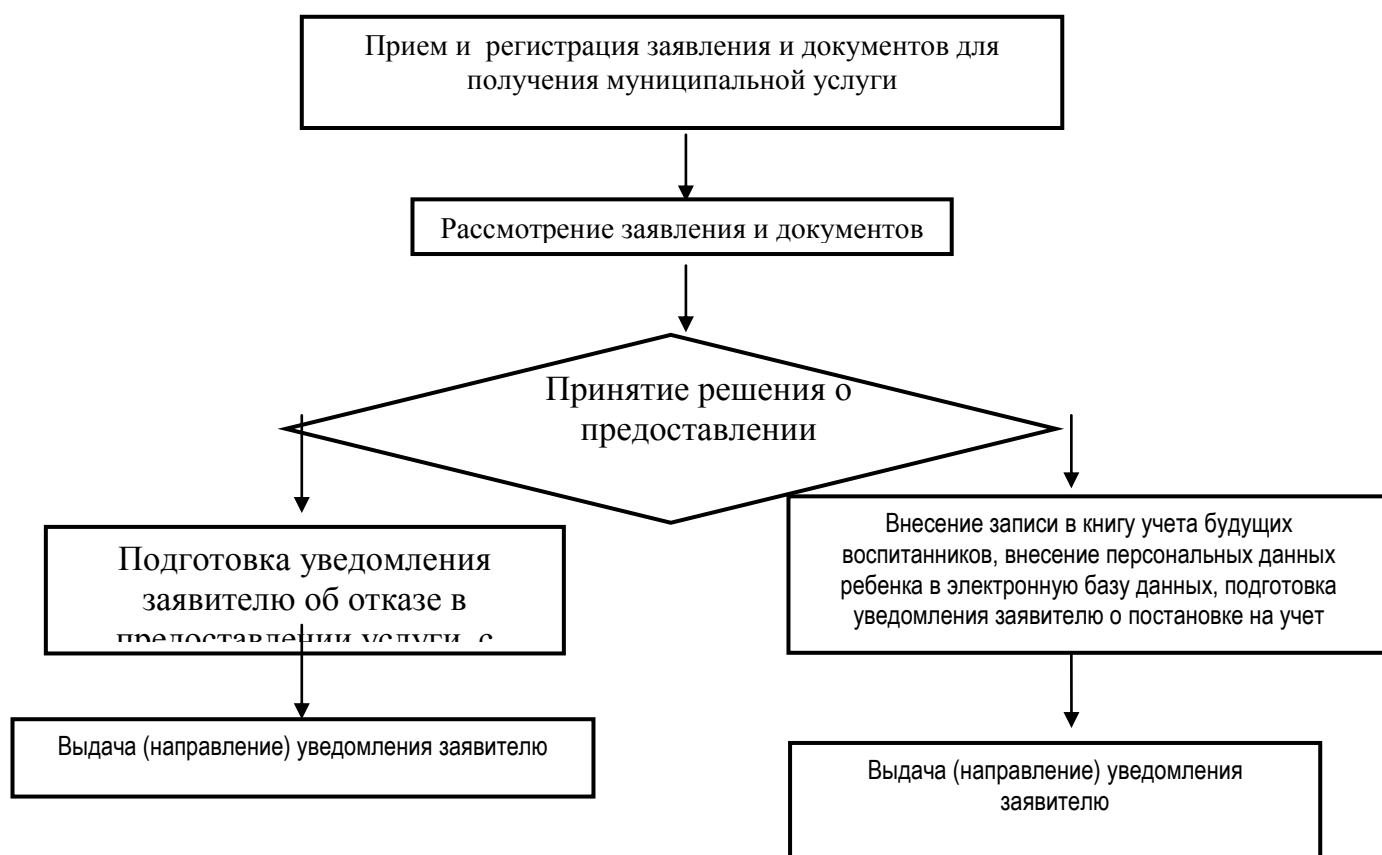 Прием и регистрация заявления и документов для
получения муниципальной услуги
Рассмотрение заявления и документов
Принятие решения о
предоставлении
Подготовка уведомления
заявителю об отказе в
предоставлении услуги, с
Внесение записи в книгу учета будущих
воспитанников, внесение персональных данных
ребенка в электронную базу данных, подготовка
уведомления заявителю о постановке на учет
Выдача (направление) уведомления заявителю
Выдача (направление) уведомления
заявителю